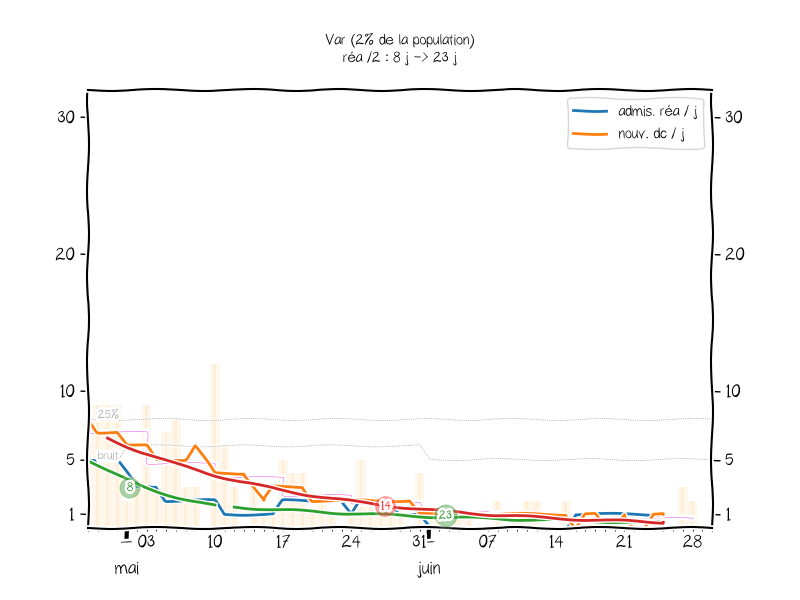 Var (2% de la population)
réa /2 : 8 j -> 23 j
admis. réa / j
nouv. dc / j
30
30
20
20
10
10
25%
bruit
5
5
8
14
23
1
1
03 10 17 24 31 07 14 21 28
mai juin